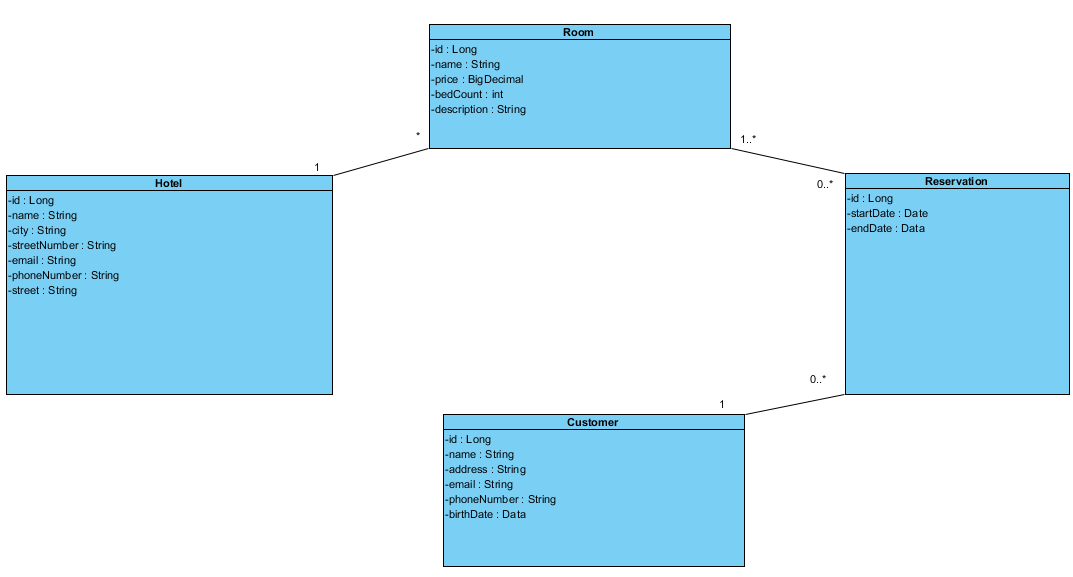 Room
-id : Long
-name : String
-price : BigDecimal
-bedCount : int
-description : String
*
1..*
1
0..*
Hotel
-id : Long
-name : String
-city : String
-streetNumber : String
-email : String
-phoneNumber : String
-street : String
Reservation
-id : Long
-startDate : Date
-endDate : Data
0..*
1
Customer
-id : Long
-name : String
-address : String
-email : String
-phoneNumber : String
-birthDate : Data